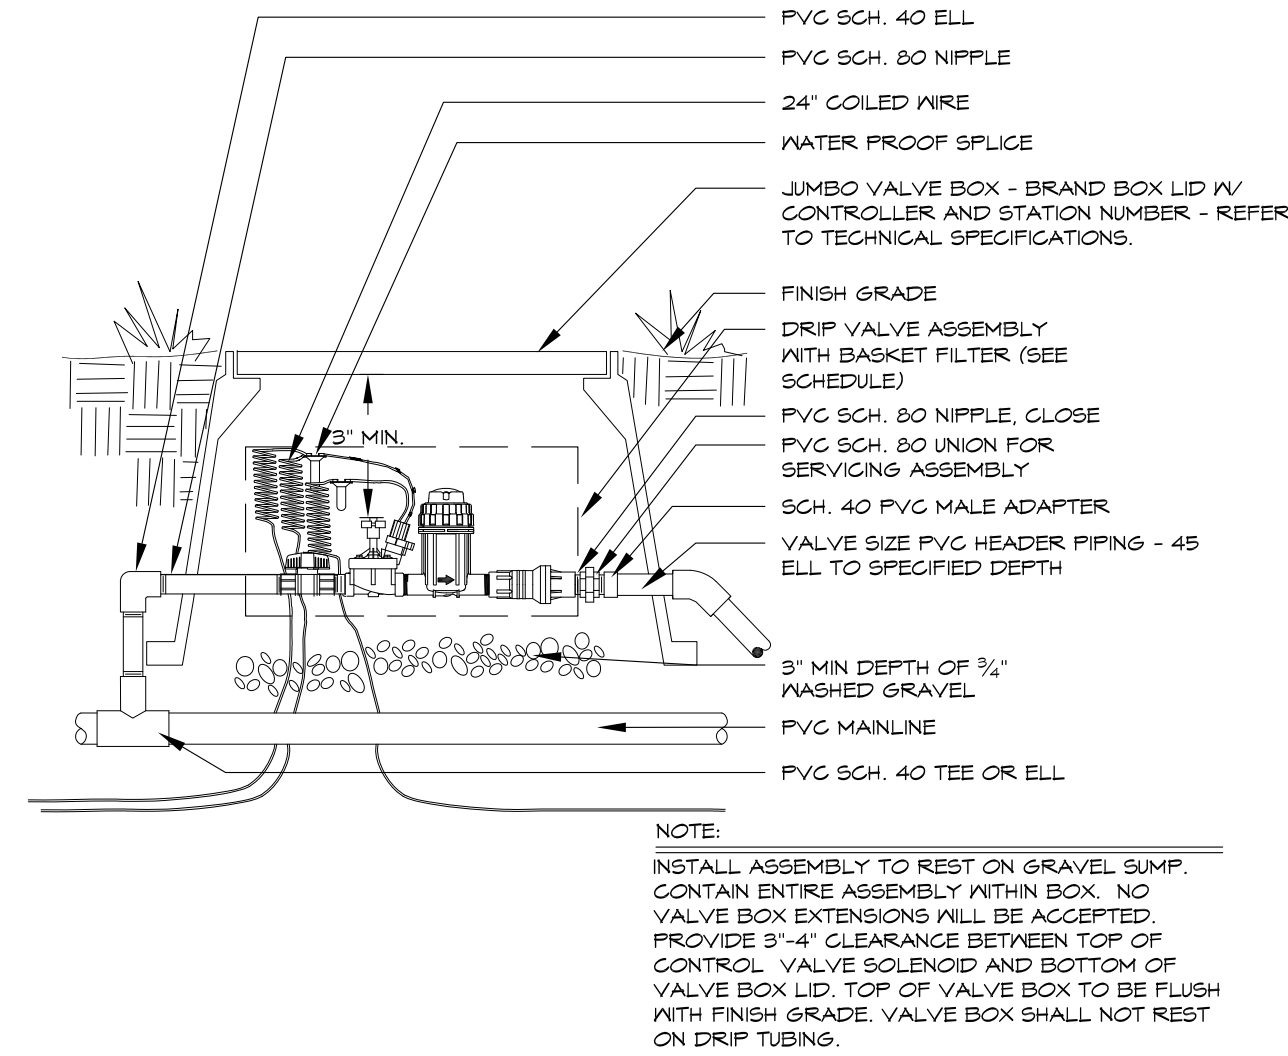 PVC SCH. 40 ELL
PVC SCH. 80 NIPPLE
24" COILED WIRE
WATER PROOF SPLICE
JUMBO VALVE BOX - BRAND BOX LID W/
CONTROLLER AND STATION NUMBER - REFER
TO TECHNICAL SPECIFICATIONS.
FINISH GRADE
DRIP VALVE ASSEMBLY
WITH BASKET FILTER (SEE
SCHEDULE)
PVC SCH. 80 NIPPLE, CLOSE
3" MIN.
PVC SCH. 80 UNION FOR
SERVICING ASSEMBLY
SCH. 40 PVC MALE ADAPTER
VALVE SIZE PVC HEADER PIPING - 45
ELL TO SPECIFIED DEPTH
3" MIN DEPTH OF ¾"
WASHED GRAVEL
PVC MAINLINE
PVC SCH. 40 TEE OR ELL
NOTE:
INSTALL ASSEMBLY TO REST ON GRAVEL SUMP.
CONTAIN ENTIRE ASSEMBLY WITHIN BOX. NO
VALVE BOX EXTENSIONS WILL BE ACCEPTED.
PROVIDE 3"-4" CLEARANCE BETWEEN TOP OF
CONTROL VALVE SOLENOID AND BOTTOM OF
VALVE BOX LID. TOP OF VALVE BOX TO BE FLUSH
WITH FINISH GRADE. VALVE BOX SHALL NOT REST
ON DRIP TUBING.